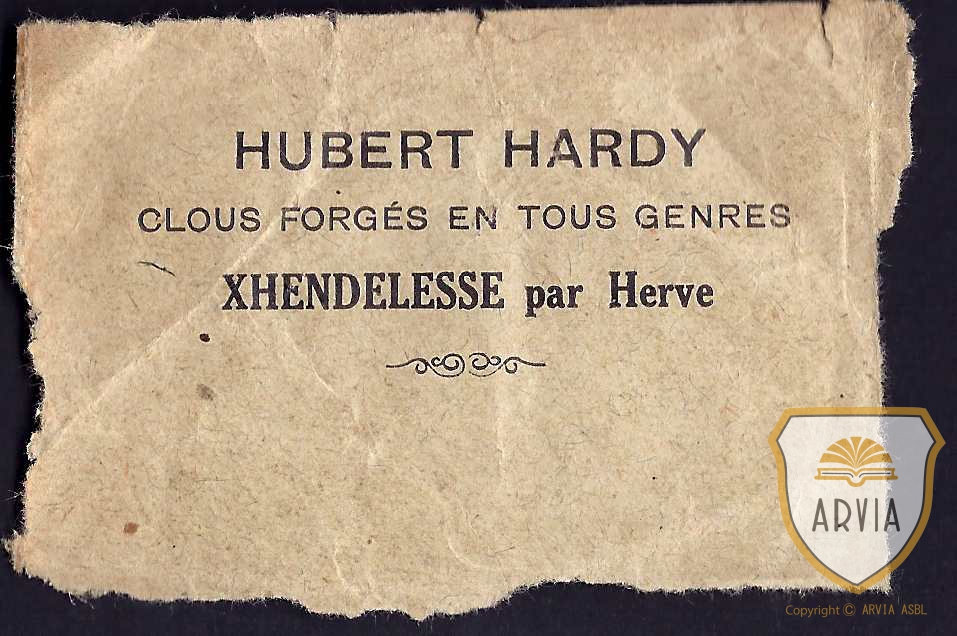 HUBERT HARDY
CLOUS FORGÉS EN TOUS GENRES
XHENDELESSE par Herve
ARVIA
Copyright © ARVIA ASBL